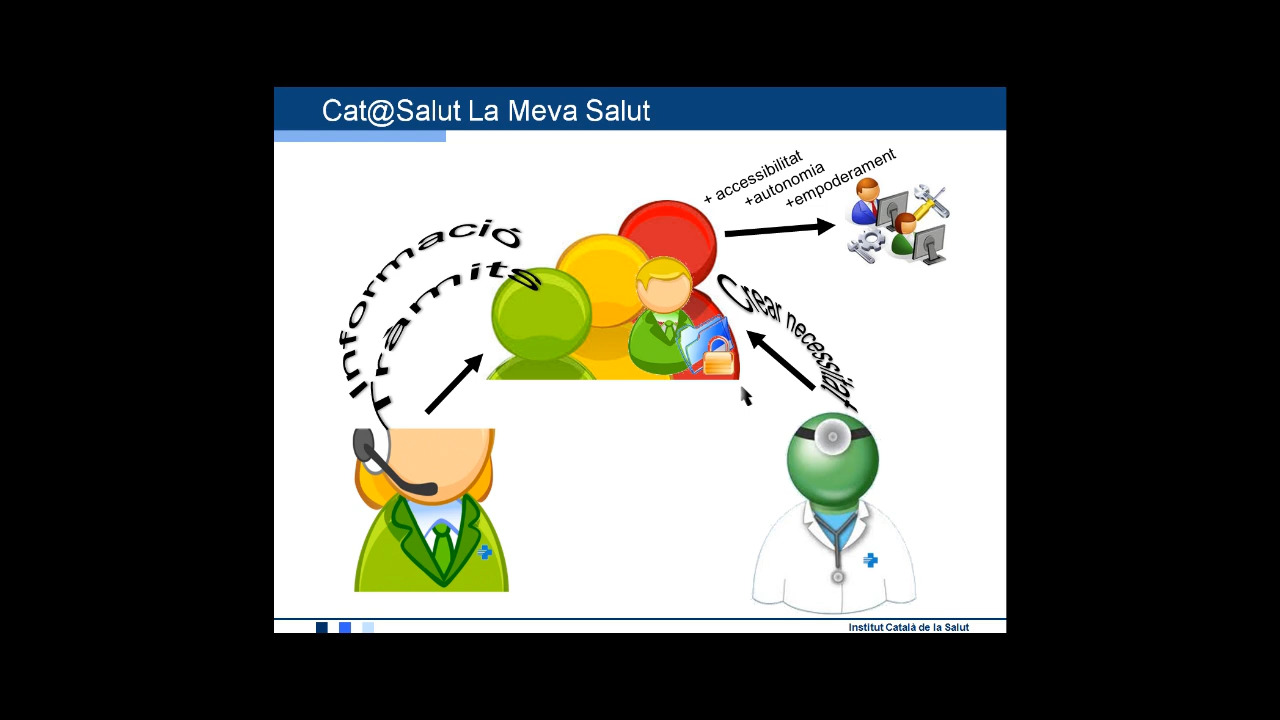 Cat@Salut La Meva Salut
+ accessibilitat
+autonomia
+empoderament
Informació
Tràmits
Crear necessitat
Institut Català de la Salut